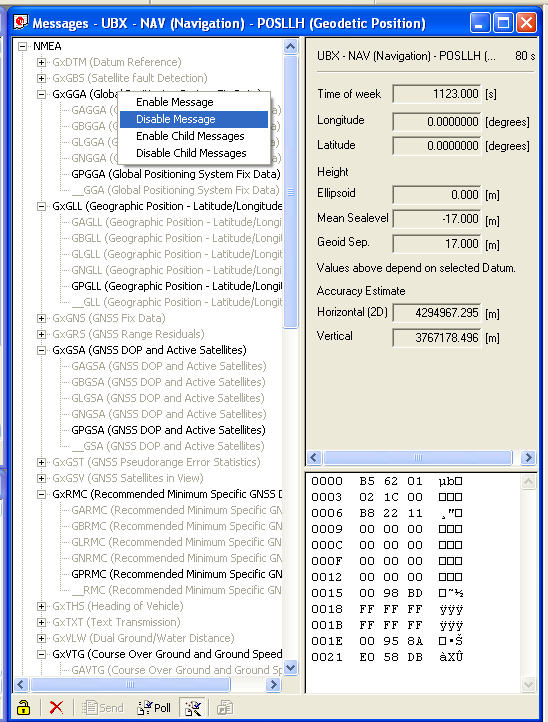 Messages - UBX - NAV (Navigation) - POSLLH (Geodetic Position)
NMEA
GxDTM (Datum Reference)
GxGBS (Satellite fault Detection)
GxGGA (Global Positioning System Fix Data)
Enable Message
Disable Message
Enable Child Messages
Disable Child Messages
GAGGA
GBGGA
GLGGA
GNGGA
GPGGA (Global Positioning System Fix Data)
__GGA (Global Positioning System Fix Data)
GxGLL (Geographic Position - Latitude/Longi
GAGLL (Geographic Position - Latitude/Longi
GBGLL (Geographic Position - Latitude/Longi
GLGLL (Geographic Position - Latitude/Longi
GNGLL (Geographic Position - Latitude/Longi
GPGLL (Geographic Position - Latitude/Longi
__GLL (Geographic Position - Latitude/Longi
GxGNS (GNSS Fix Data)
GxGRS (GNSS Range Residuals)
GxGSA (GNSS DOP and Active Satellites)
GAGSA (GNSS DOP and Active Satellites)
GBGSA (GNSS DOP and Active Satellites)
GLGSA (GNSS DOP and Active Satellites)
GNGSA (GNSS DOP and Active Satellites)
GPGSA (GNSS DOP and Active Satellites)
__GSA (GNSS DOP and Active Satellites)
GxGST (GNSS Pseudorange Error Statistics)
GxGSV (GNSS Satellites in View)
GxRMC (Recommended Minimum Specific GNSS D
GARMC (Recommended Minimum Specific GN
GBRMC (Recommended Minimum Specific GN
GLRMC (Recommended Minimum Specific GN
GNRMC (Recommended Minimum Specific GN
GPRMC (Recommended Minimum Specific GN
__RMC (Recommended Minimum Specific GN
GxTHS (Heading of Vehicle)
GxTXT (Text Transmission)
GxVLW (Dual Ground/Water Distance)
GxVTG (Course Over Ground and Ground Speed
GAVTG (Course Over Ground and Ground S
Send
Poll
UBX - NAV (Navigation) - POSLLH (... 80 s
Time of week 1123.000 [s]
Longitude 0.0000000 [degrees]
Latitude 0.0000000 [degrees]
Height
Ellipsoid 0.000 [m]
Mean Sealevel -17.000 [m]
Geoid Sep. 17.000 [m]
Values above depend on selected Datum.
Accuracy Estimate
Horizontal (2D) 4294967.295 [m]
Vertical 3767178.496 [m]
0000 B5 62 01 µb□
0003 02 1C 00 □□□
0006 B8 22 11 ¸"□
0009 00 00 00 □□□
000C 00 00 00 □□□
000F 00 00 00 □□□
0012 00 00 00 □□□
0015 00 98 BD □˜½
0018 FF FF FF ÿÿÿ
001B FF FF FF ÿÿÿ
001E 00 95 8A □•Š
0021 E0 58 DB àXÛ